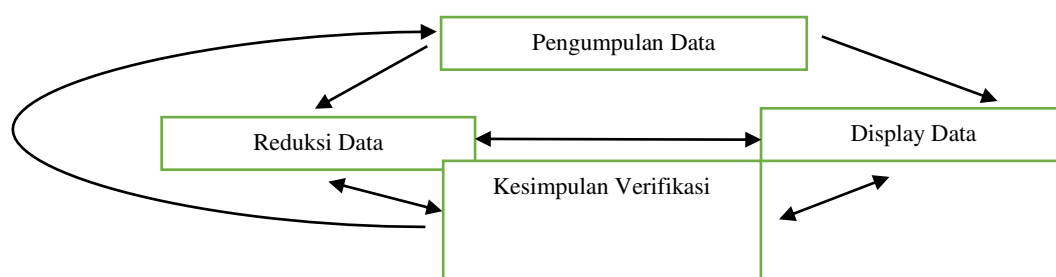 Pengumpulan Data
Reduksi Data
Display Data
Kesimpulan Verifikasi